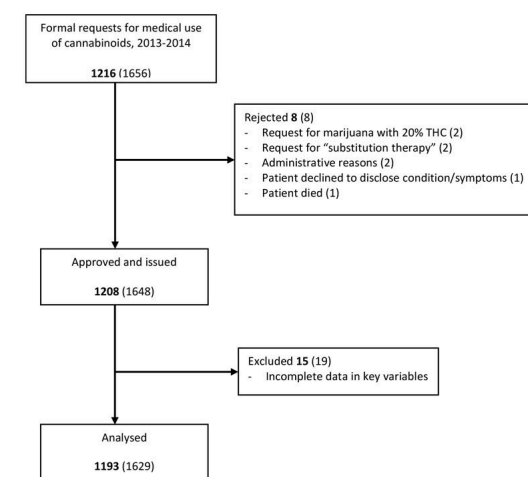 Formal requests for medical use
of cannabinoids, 2013-2014
1216 (1656)
Rejected 8 (8)
- Request for marijuana with 20% THC (2)
- Request for “substitution therapy” (2)
- Administrative reasons (2)
- Patient declined to disclose condition/symptoms (1)
- Patient died (1)
Approved and issued
1208 (1648)
Excluded 15 (19)
- Incomplete data in key variables
Analysed
1193 (1629)